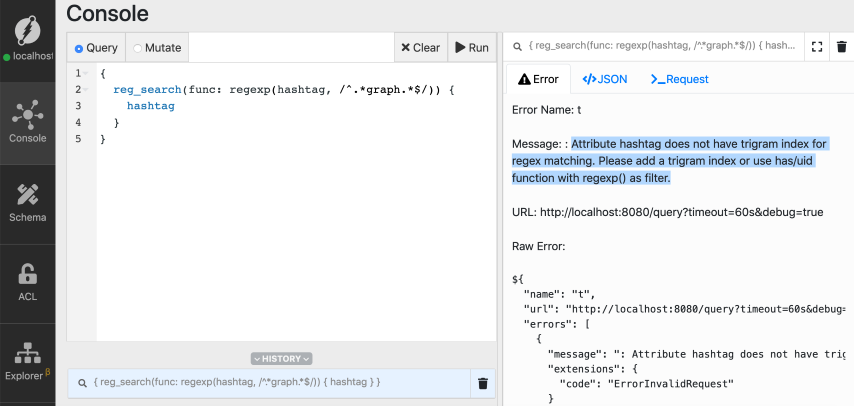 Console
localhost
Query
Mutate
Clear
Run
1 {
2 reg_search(func: regexp(hashtag, /^.*graph.*$/)) {
3 hashtag
4 }
5 }
HISTORY
{ reg_search(func: regexp(hashtag, /^.*graph.*$/)) { hashtag } }
Console
Schema
ACL
Explorer β
{ reg_search(func: regexp(hashtag, /^.*graph.*$/)) { hash...
Error
JSON
Request
Error Name: t
Message: : Attribute hashtag does not have trigram index for
regex matching. Please add a trigram index or use has/uid
function with regexp() as filter.
URL: http://localhost:8080/query?timeout=60s&debug=true
Raw Error:
${
"name": "t",
"url": "http://localhost:8080/query?timeout=60s&debug=
"errors": [
{
"message": ": Attribute hashtag does not have trig
"extensions": {
"code": "ErrorInvalidRequest"
}